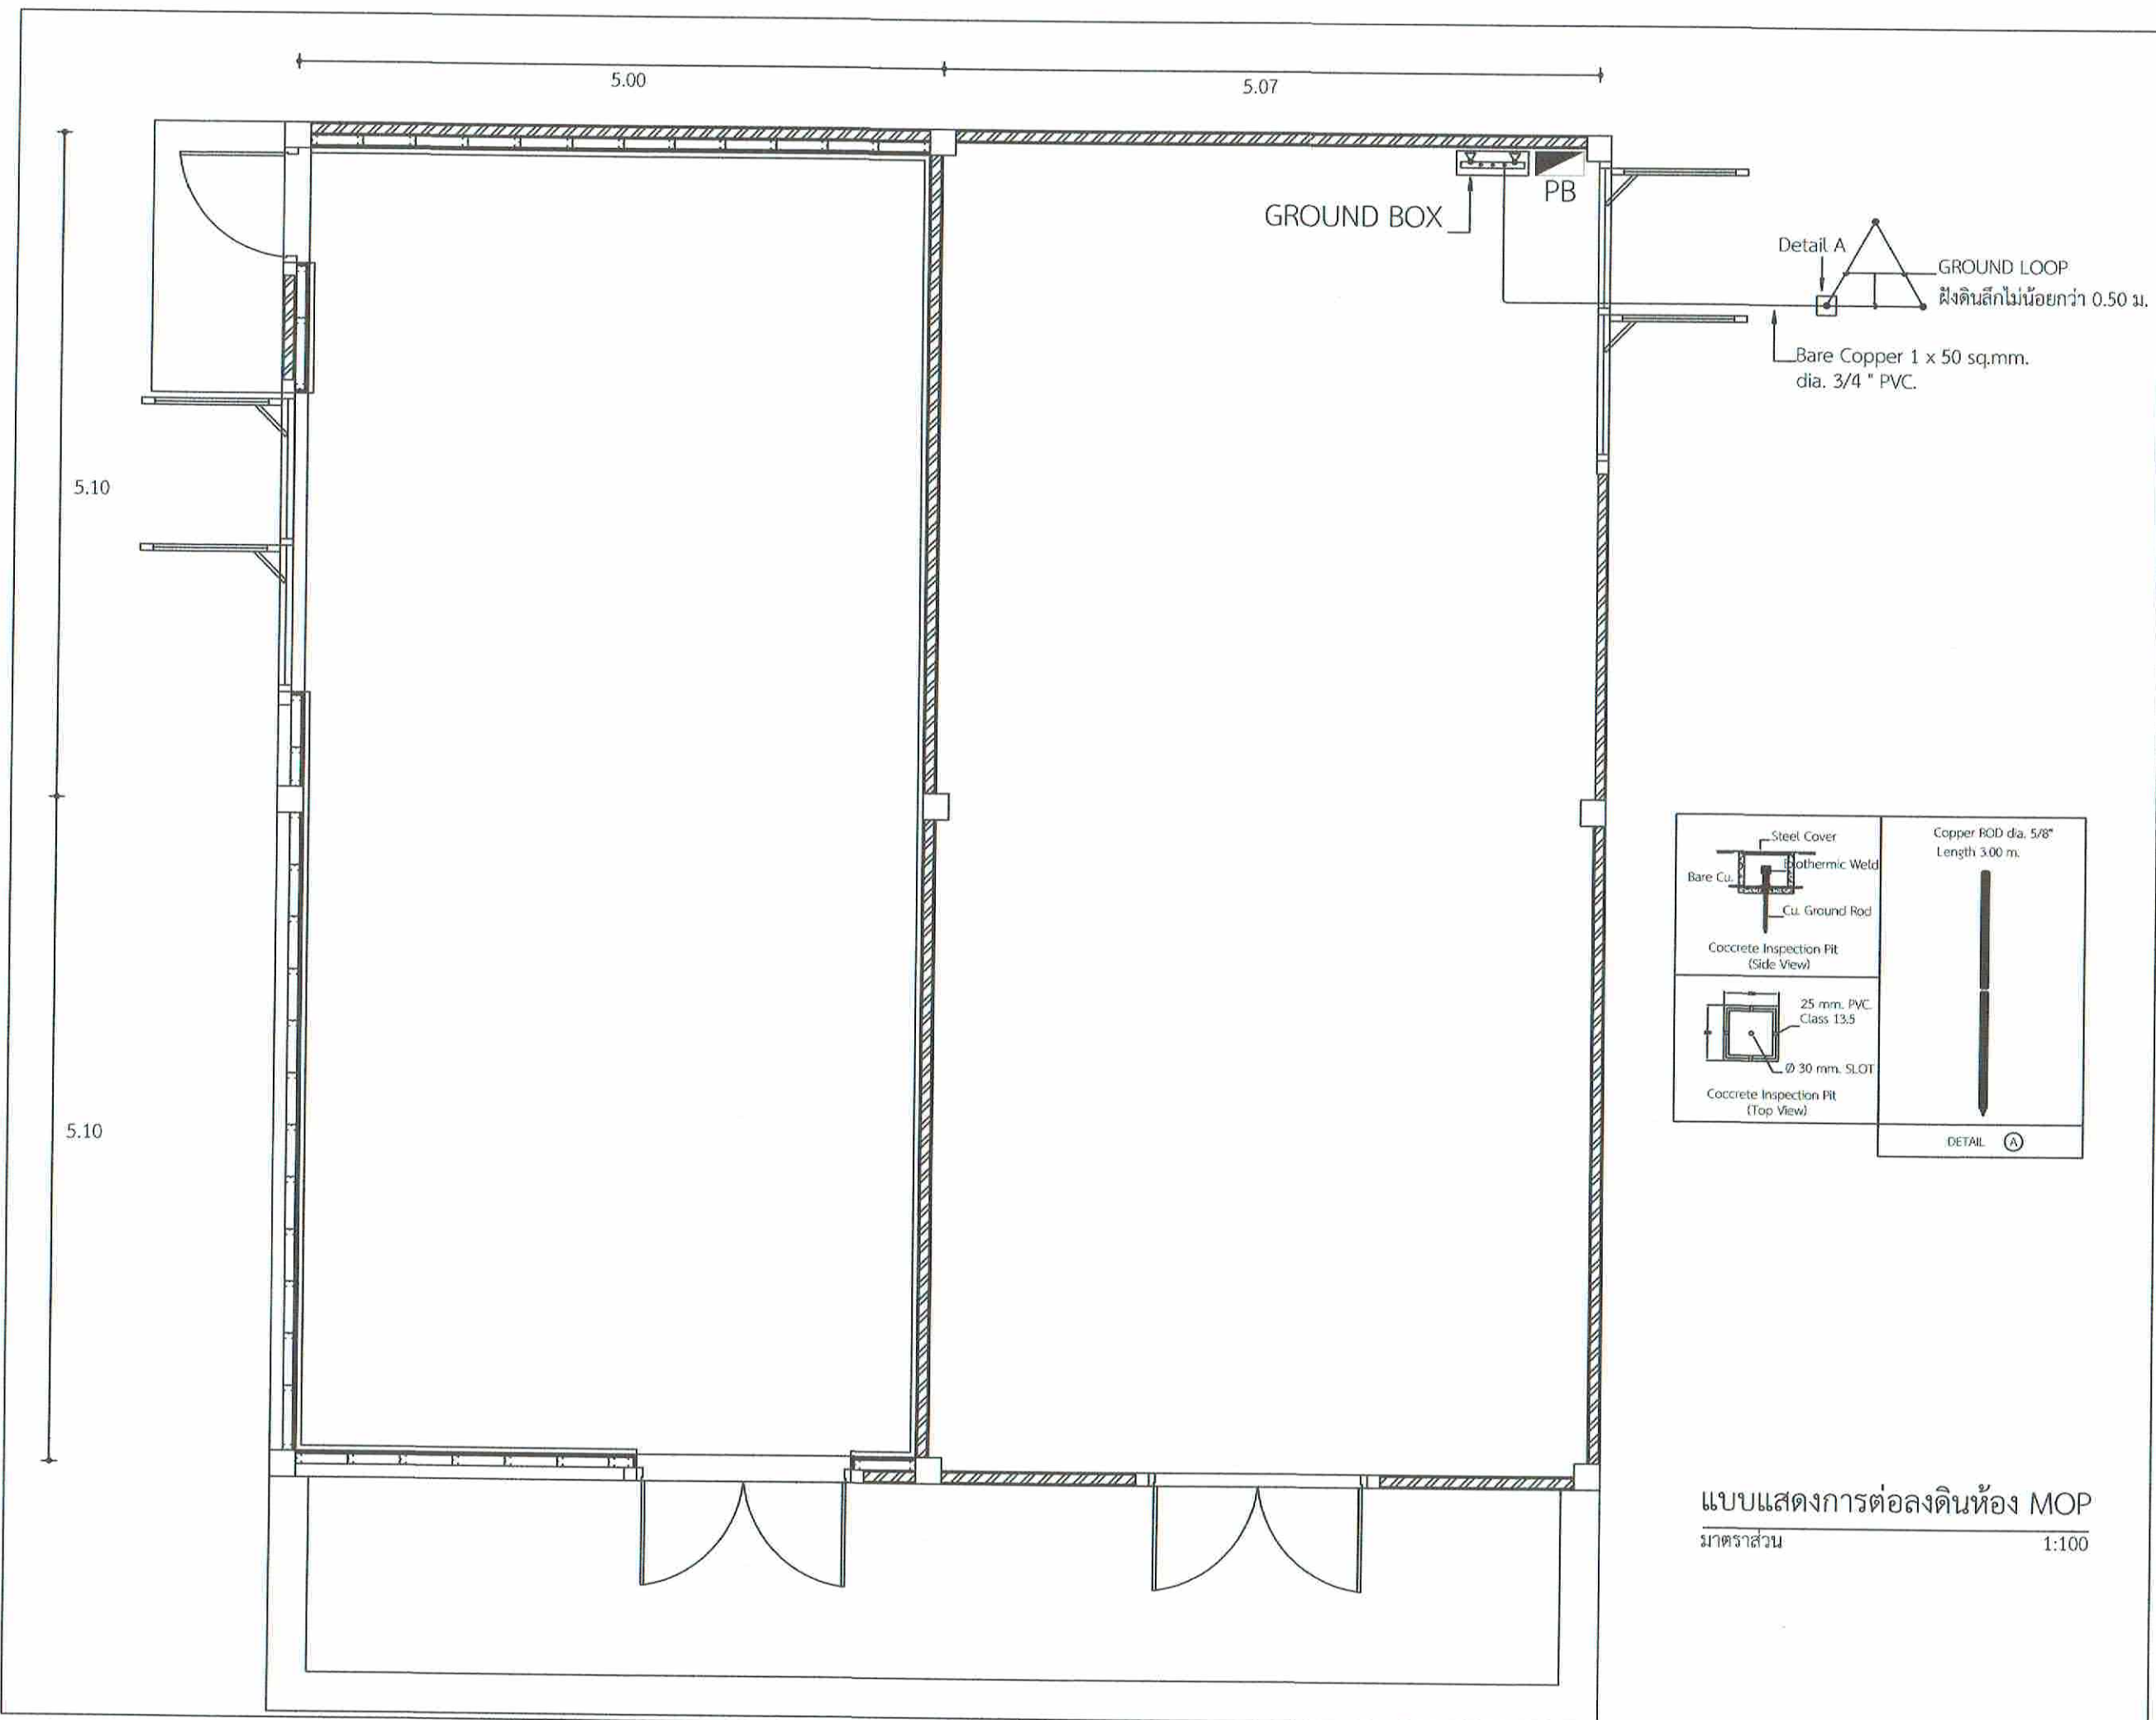 5.00
5.07
PB
GROUND BOX
Detail A
GROUND LOOP
ฝังดินลึกไม่น้อยกว่า 0.50 ม.
Bare Copper 1 x 50 sq.mm.
dia. 3/4 " PVC.
5.10
5.10
Steel Cover
othermic Weld
Bare Cu.
Cu. Ground Rod
Coccrete Inspection Pit
(Side View)
Copper ROD dia. 5/8"
Length 3.00 m.
25 mm. PVC.
Class 13.5
Ø 30 mm. SLOT
Coccrete Inspection Pit
(Top View)
DETAIL A
แบบแสดงการต่อลงดินห้อง MOP
มาตราส่วน 1:100